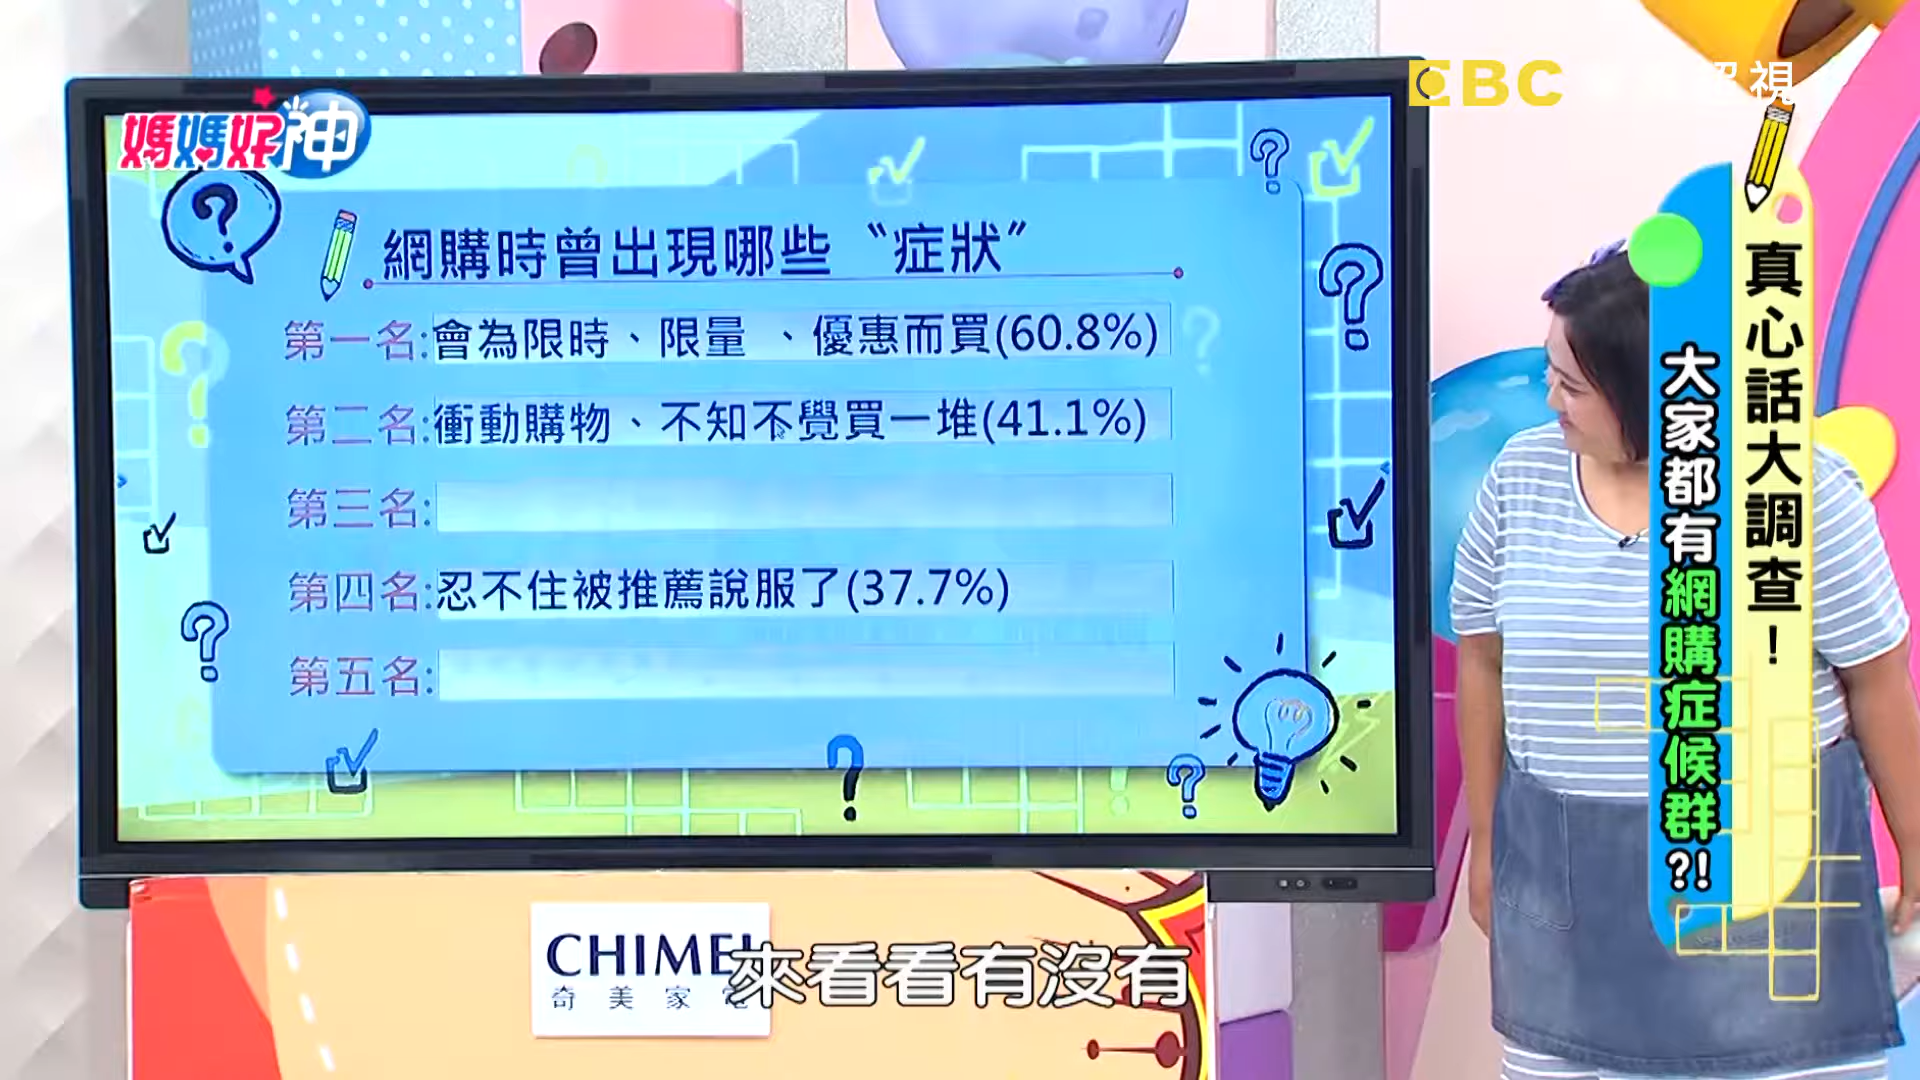 媽媽好神
EBC
視
網購時曾出現哪些〝症狀〞
第一名:會為限時、限量 、優惠而買(60.8%)
第二名:衝動購物、不知不覺買一堆(41.1%)
第三名:
第四名:忍不住被推薦說服了(37.7%)
第五名:
真心話大調查！
大家都有網購症候群?!
CHIMEI
奇美家電
來看看有沒有